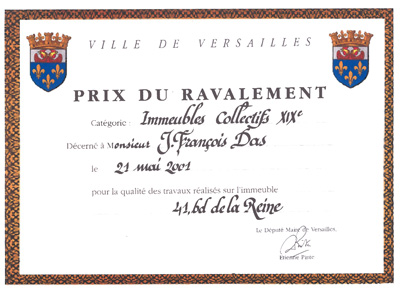 VILLE DE VERSAILLES
PRIX DU RAVALEMENT
Catégorie : Immeubles Collectifs XIXe
Décerné à Monsieur J.François Das
le 21 mai 2001
pour la qualité des travaux réalisés sur l'immeuble
41, bd de la Reine
Le Député Maire de Versailles,
Etienne Pinte